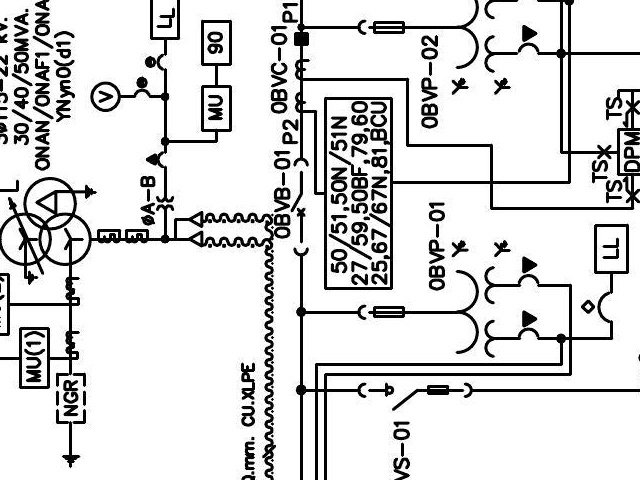 30/40/50MVA.
ONAN/ONAF1/ONA
YNyn0(d1)
LL
90
MU
V
ØA-B
P1
0BVC-01
P2
0BVB-01
50/51,50N/51N
27/59,50BF,79,60
25,67/67N,81,BCU
0BVP-02
0BVP-01
TS
TS
TS
DPM
LL
MU(1)
NGR
mm. CU.XLPE
VS-01